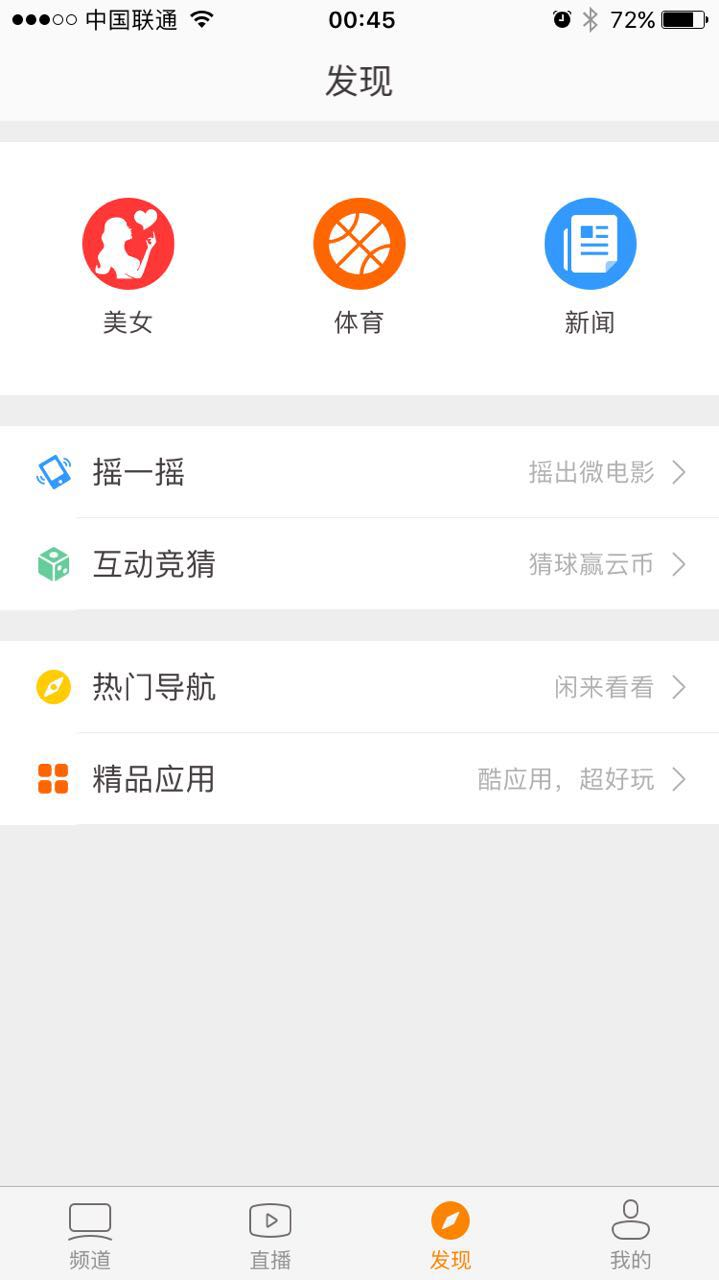 中国联通 00:45 72%
发现
美女 体育 新闻
摇一摇 摇出微电影
互动竞猜 猜球赢云币
热门导航 闲来看看
精品应用 酷应用，超好玩
频道 直播 发现 我的